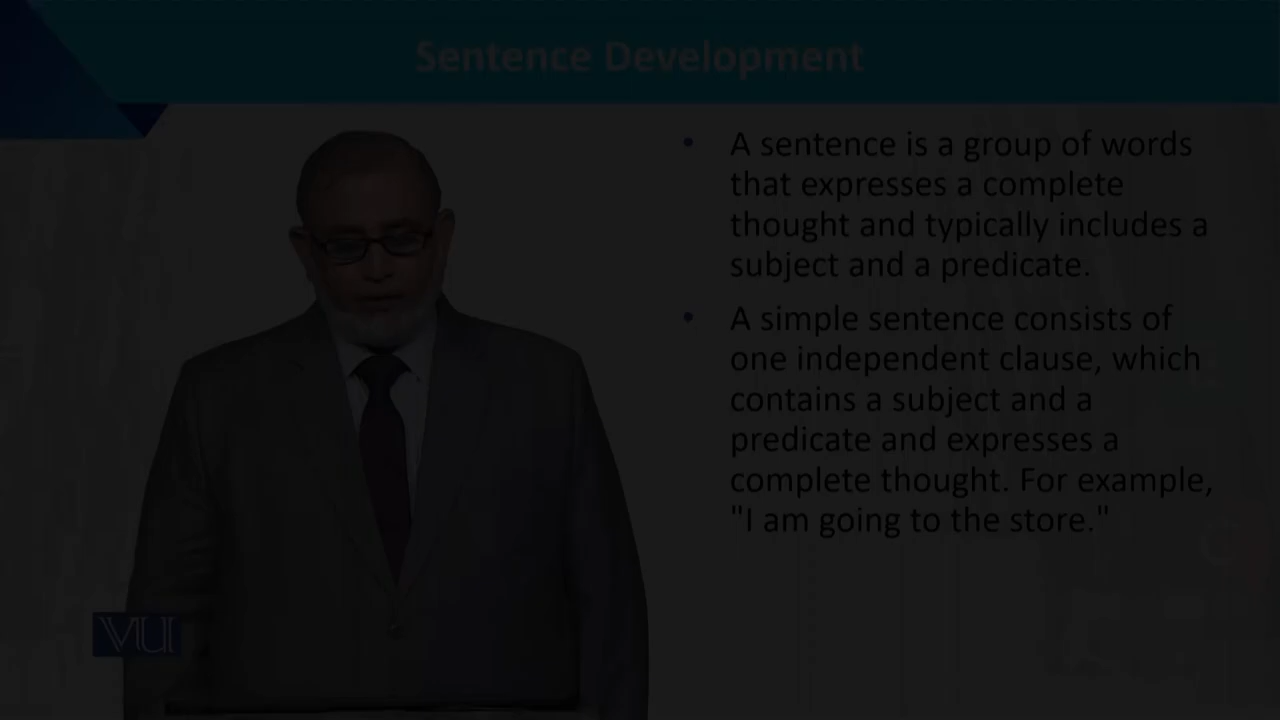 Sentence Development
• A sentence is a group of words
that expresses a complete
thought and typically includes a
subject and a predicate.
• A simple sentence consists of
one independent clause, which
contains a subject and a
predicate and expresses a
complete thought. For example,
"I am going to the store."
VU